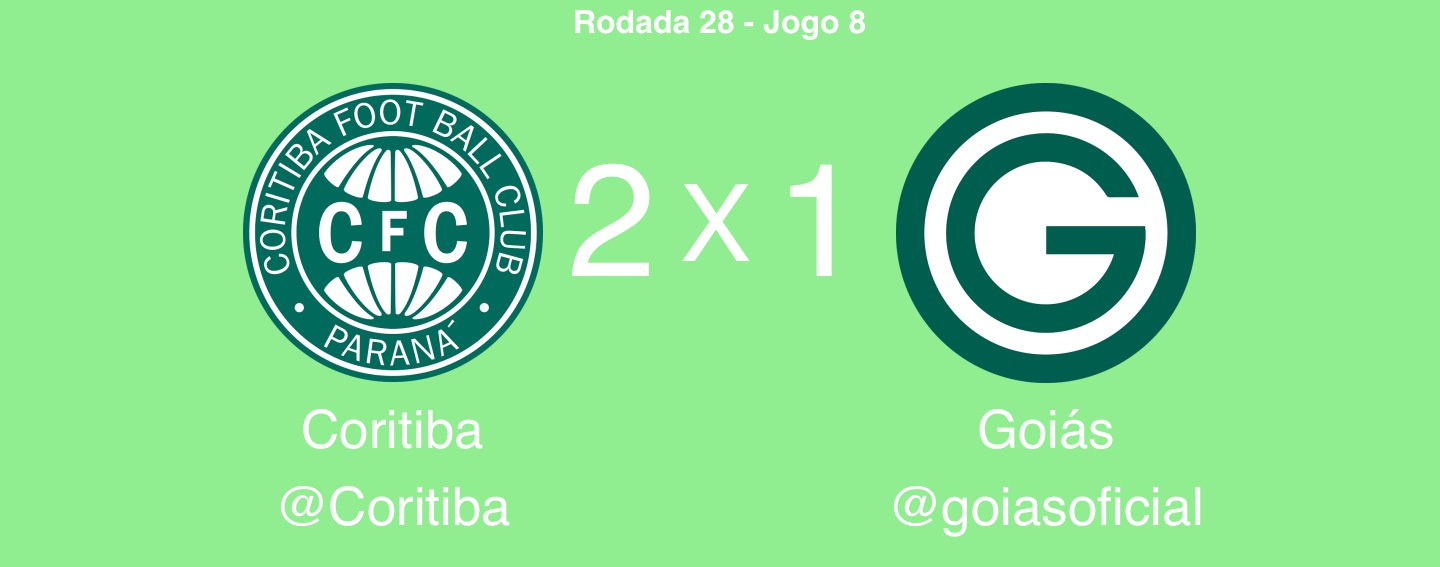 Rodada 28 - Jogo 8
CORITIBA FOOT BALL CLUB
CFC
PARANÁ
2 X 1
G
Coritiba
Goiás
@Coritiba
@goiasoficial